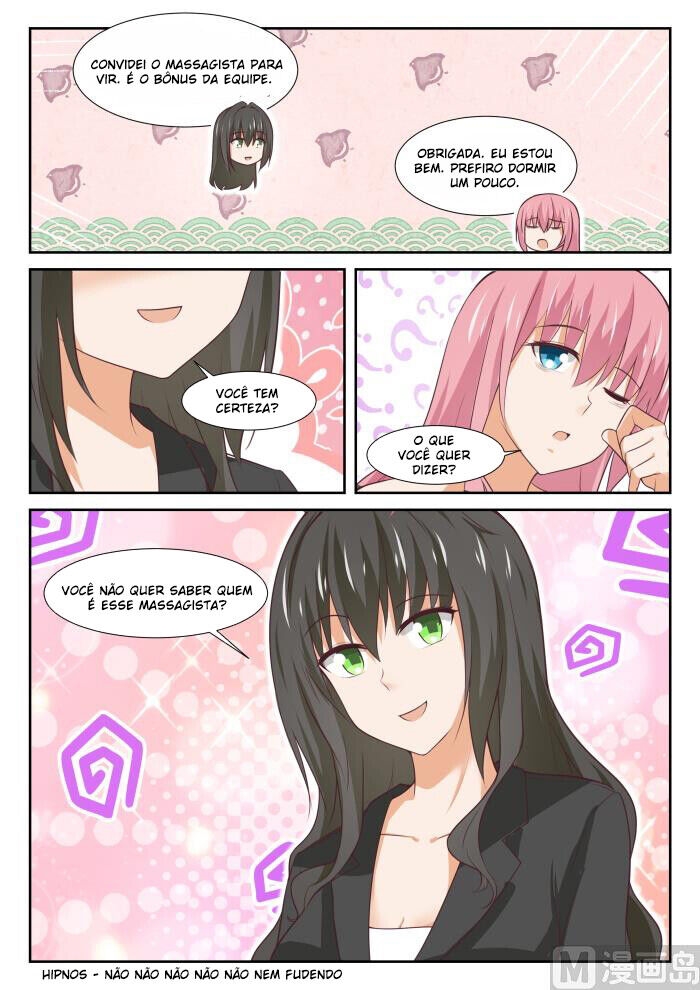 CONVIDEI O MASSAGISTA PARA
VIR. É O BÔNUS DA EQUIPE.
OBRIGADA. EU ESTOU
BEM. PREFIRO DORMIR
UM POUCO.
VOCÊ TEM
CERTEZA?
O QUE
VOCÊ QUER
DIZER?
VOCÊ NÃO QUER SABER QUEM
É ESSE MASSAGISTA?
HIPNOS - NÃO NÃO NÃO NÃO NÃO NEM FUDENDO
M 漫画岛